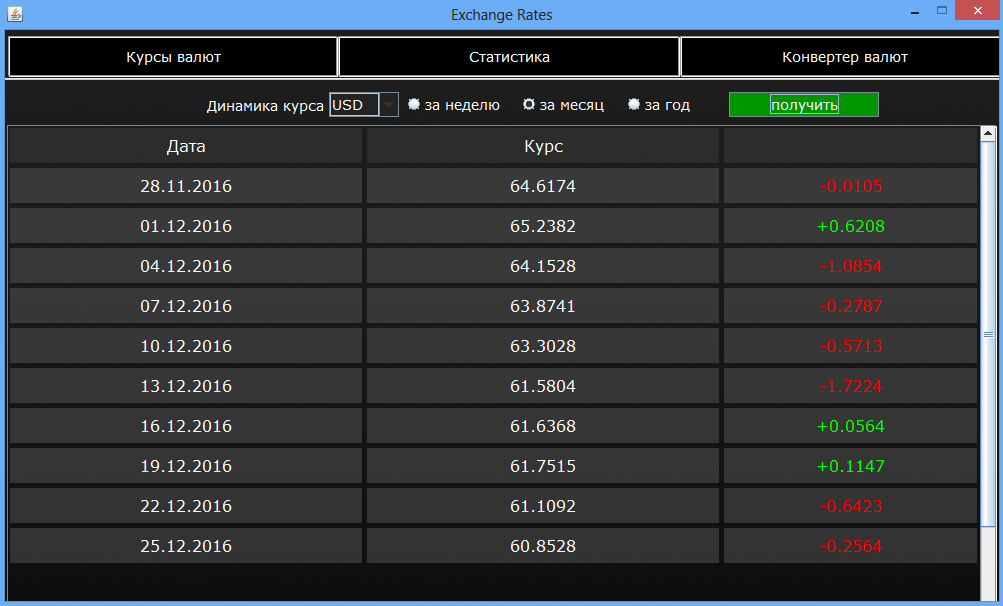 Exchange Rates
Курсы валют Статистика Конвертер валют
Динамика курса USD за неделю за месяц за год получить
Дата Курс
28.11.2016 64.6174 -0.0105
01.12.2016 65.2382 +0.6208
04.12.2016 64.1528 -1.0854
07.12.2016 63.8741 -0.2787
10.12.2016 63.3028 -0.5713
13.12.2016 61.5804 -1.7224
16.12.2016 61.6368 +0.0564
19.12.2016 61.7515 +0.1147
22.12.2016 61.1092 -0.6423
25.12.2016 60.8528 -0.2564